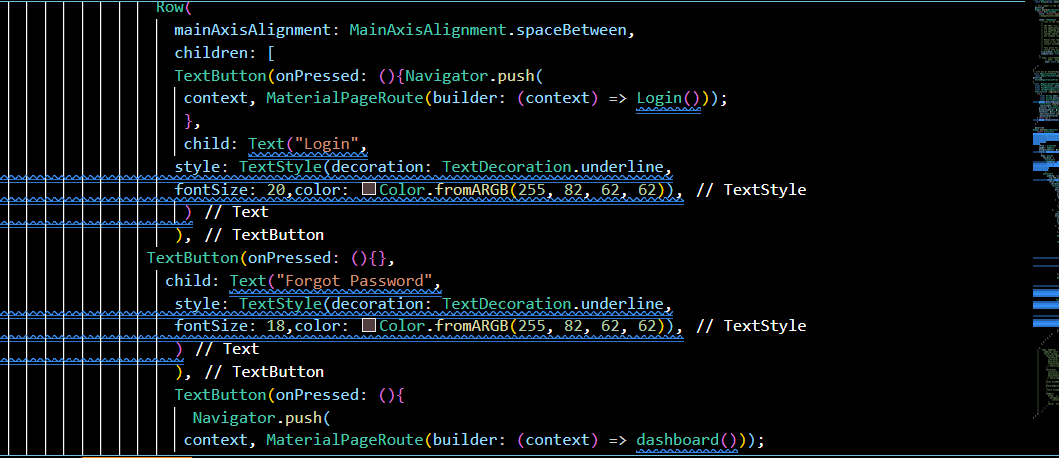 Row(
mainAxisAlignment: MainAxisAlignment.spaceBetween,
children: [
TextButton(onPressed: (){Navigator.push(
context, MaterialPageRoute(builder: (context) => Login()));
},
child: Text("Login",
style: TextStyle(decoration: TextDecoration.underline,
fontSize: 20,color: Color.fromARGB(255, 82, 62, 62)), // TextStyle
) // Text
), // TextButton
TextButton(onPressed: (){},
child: Text("Forgot Password",
style: TextStyle(decoration: TextDecoration.underline,
fontSize: 18,color: Color.fromARGB(255, 82, 62, 62)), // TextStyle
) // Text
), // TextButton
TextButton(onPressed: (){
Navigator.push(
context, MaterialPageRoute(builder: (context) => dashboard()));